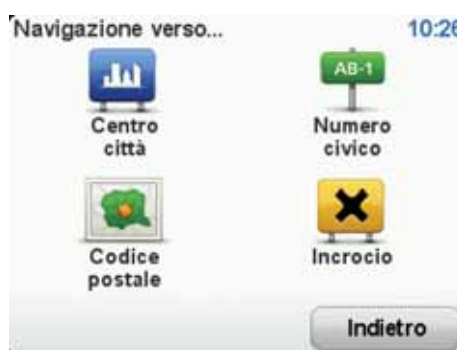 Navigazione verso...
10:26
AB-1
Centro
città
Numero
civico
Codice
postale
Incrocio
Indietro